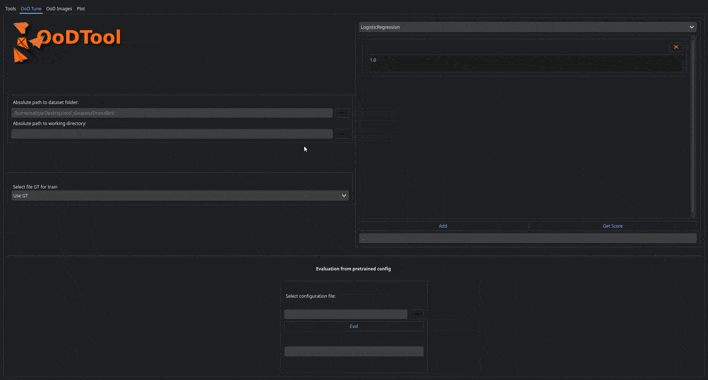 Tools
OoD Tune
OoD Images
Plot
OoDTool
LogisticRegression
1.0
Absolute path to dataset folder:
Absolute path to working directory:
Select file GT for train
Use GT
Add
Get Score
Evaluation from pretrained config
Select configuration file:
Eval